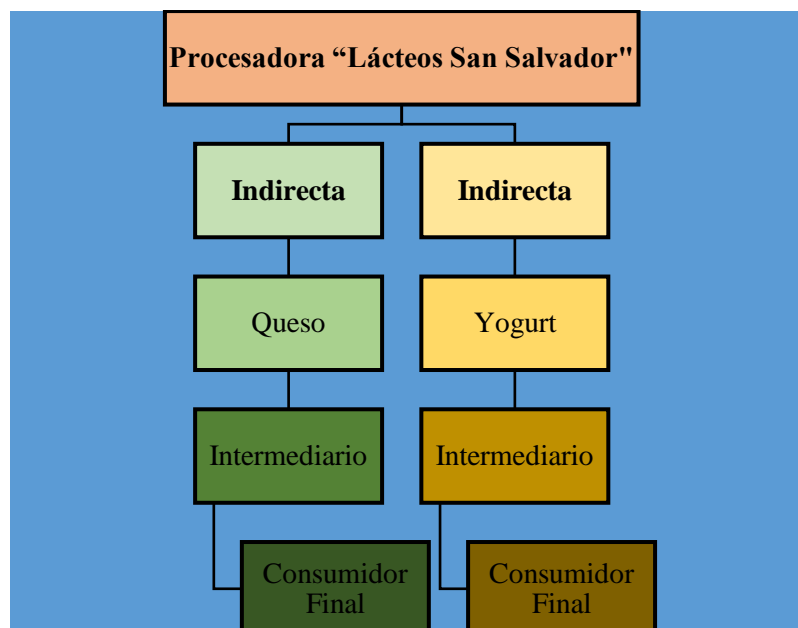 Procesadora “Lácteos San Salvador"
Indirecta
Indirecta
Queso
Yogurt
Intermediario
Intermediario
Consumidor
Final
Consumidor
Final